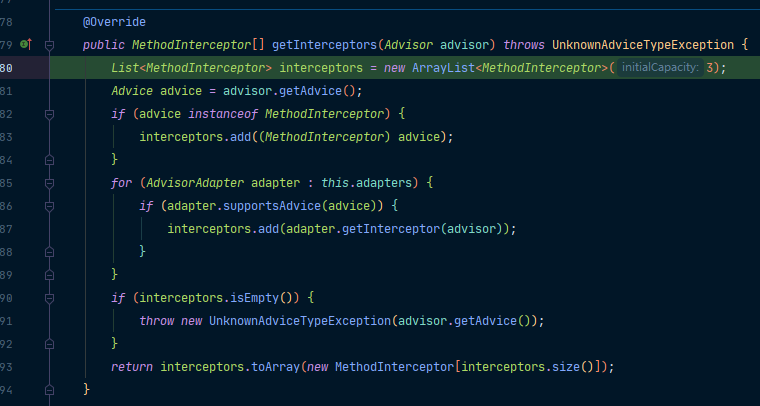 78 @Override
79 public MethodInterceptor[] getInterceptors(Advisor advisor) throws UnknownAdviceTypeException {
80 List<MethodInterceptor> interceptors = new ArrayList<MethodInterceptor>( initialCapacity: 3);
81 Advice advice = advisor.getAdvice();
82 if (advice instanceof MethodInterceptor) {
83 interceptors.add((MethodInterceptor) advice);
84 }
85 for (AdvisorAdapter adapter : this.adapters) {
86 if (adapter.supportsAdvice(advice)) {
87 interceptors.add(adapter.getInterceptor(advisor));
88 }
89 }
90 if (interceptors.isEmpty()) {
91 throw new UnknownAdviceTypeException(advisor.getAdvice());
92 }
93 return interceptors.toArray(new MethodInterceptor[interceptors.size()]);
94 }